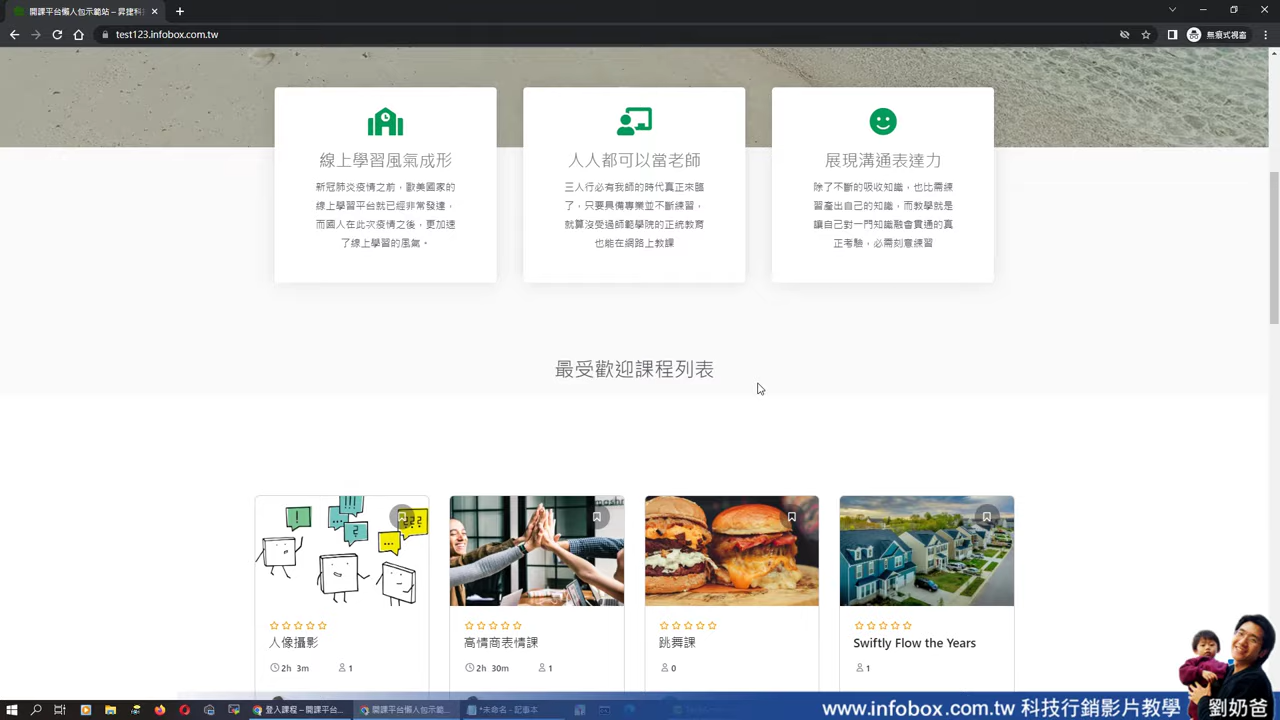 開課平台懶人包示範站 – 昇捷科
test123.infobox.com.tw
無痕式視窗
線上學習風氣成形
新冠肺炎疫情之前，歐美國家的
線上學習平台就已經非常發達，
而國人在此次疫情之後，更加速
了線上學習的風氣。
人人都可以當老師
三人行必有我師的時代真正來臨
了，只要具備專業並不斷練習，
就算沒受過師範學院的正統教育
也能在網路上教課
展現溝通表達力
除了不斷的吸收知識，也比需練
習產出自己的知識，而教學就是
讓自己對一門知識融會貫通的真
正考驗，必需刻意練習
最受歡迎課程列表
人像攝影
2h 3m 1
高情商表情課
2h 30m 1
跳舞課
0
Swiftly Flow the Years
1
登入課程 – 開課平台...
開課平台懶人包示範...
*未命名 - 記事本
www.infobox.com.tw 科技行銷影片教學 劉奶爸